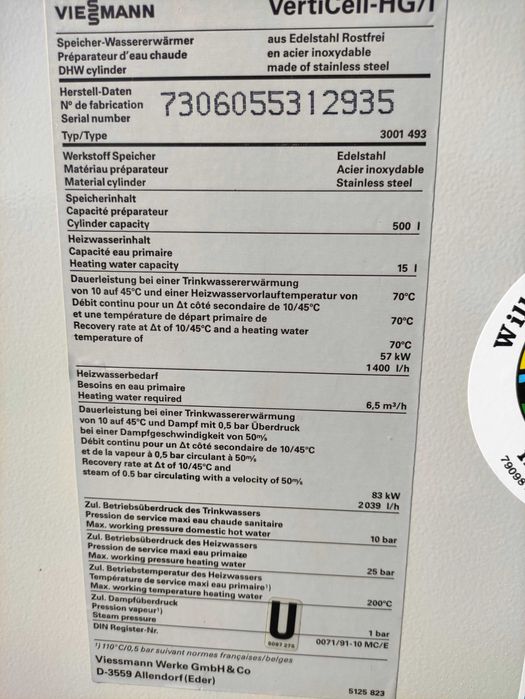 VIESSMANN VertiCell-HG/1
Speicher-Wassererwärmer aus Edelstahl Rostfrei
Préparateur d'eau chaude en acier inoxydable
DHW cylinder made of stainless steel
Herstell-Daten
N° de fabrication
Serial number
7306055312935
Typ/Type 3001 493
Werkstoff Speicher Edelstahl
Matériau préparateur Acier inoxydable
Material cylinder Stainless steel
Speicherinhalt
Capacité préparateur
Cylinder capacity 500 l
Heizwasserinhalt
Capacité eau primaire
Heating water capacity 15 l
Dauerleistung bei einer Trinkwassererwärmung
von 10 auf 45°C und einer Heizwasservorlauftemperatur von 70°C
Débit continu pour un Δt côté secondaire de 10/45°C
et une température de départ primaire de 70°C
Recovery rate at Δt of 10/45°C and a heating water
temperature of 70°C
57 kW
1400 l/h
Heizwasserbedarf
Besoins en eau primaire
Heating water required 6,5 m³/h
Dauerleistung bei einer Trinkwassererwärmung
von 10 auf 45°C und Dampf mit 0,5 bar Überdruck
bei einer Dampfgeschwindigkeit von 50m/s
Débit continu pour un Δt côté secondaire de 10/45°C
et de la vapeur à 0,5 bar circulant à 50m/s
Recovery rate at Δt of 10/45°C and
steam of 0.5 bar circulating with a velocity of 50m/s
83 kW
2039 l/h
Zul. Betriebsüberdruck des Trinkwassers
Pression de service maxi eau chaude sanitaire
Max. working pressure domestic hot water 10 bar
Zul. Betriebsüberdruck des Heizwassers
Pression de service maxi eau primaire
Max. working pressure heating water 25 bar
Zul. Betriebstemperatur des Heizwassers
Température de service maxi eau primaire¹)
Max. working temperature heating water 200°C
Zul. Dampfüberdruck
Pression vapeur¹)
Steam pressure 1 bar
DIN Register-Nr. 0071/91-10 MC/E
U
¹) 110°C/0,5 bar suivant normes françaises/belges
Viessmann Werke GmbH & Co
D-3559 Allendorf (Eder)
5125 823
Will
79098